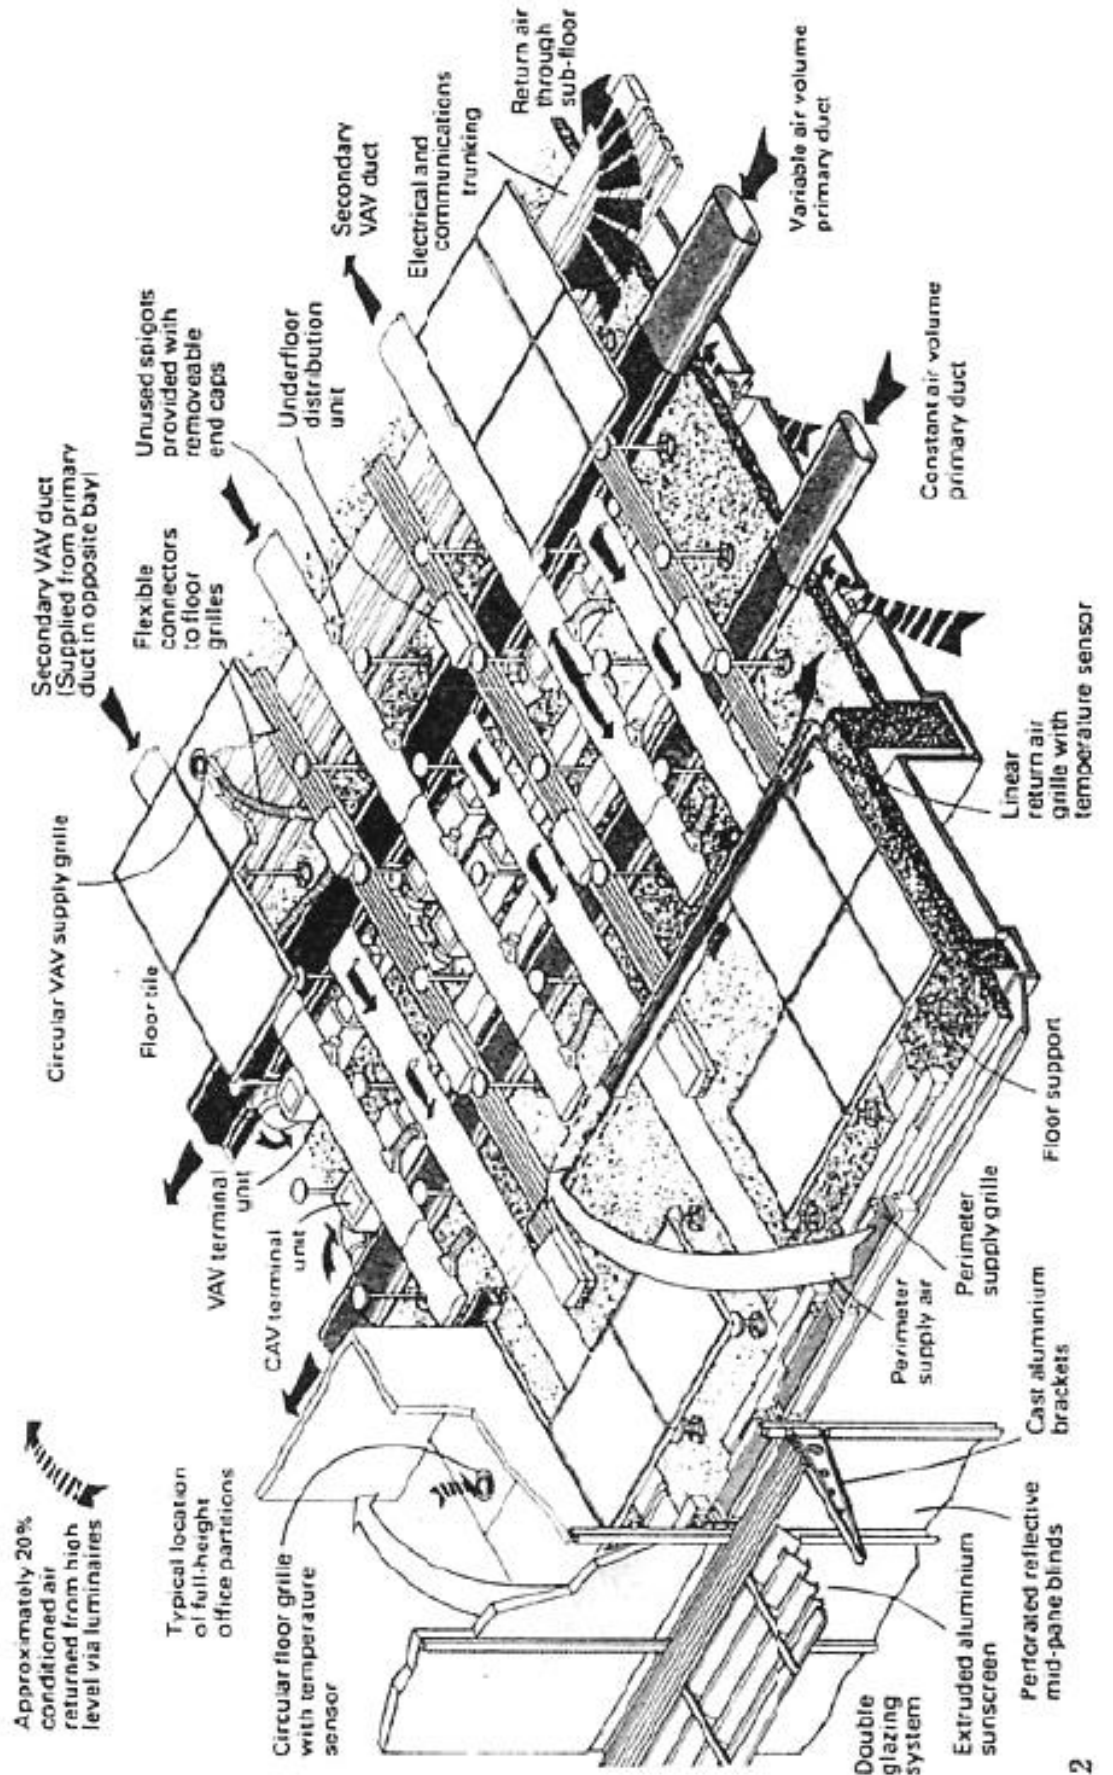 Approximately 20%
conditioned air
returned from high
level via luminaires
Typical location
of full-height
office partitions
Circular floor grille
with temperature
sensor
CAV terminal
unit
VAV terminal
unit
Floor tile
Circular VAV supply grille
Secondary VAV duct
(Supplied from primary
duct in opposite bay)
Flexible
connectors
to floor
grilles
Unused spigots
provided with
removeable
end caps
Underfloor
distribution
unit
Secondary
VAV duct
Electrical and
communications
trunking
Return air
through
sub-floor
Variable air volume
primary duct
Constant air volume
primary duct
Linear
return air
grille with
temperature sensor
Floor support
Perimeter
supply grille
Perimeter
supply air
Cast aluminium
brackets
Perforated reflective
mid-pane blinds
Extruded aluminium
sunscreen
Double
glazing
system
2